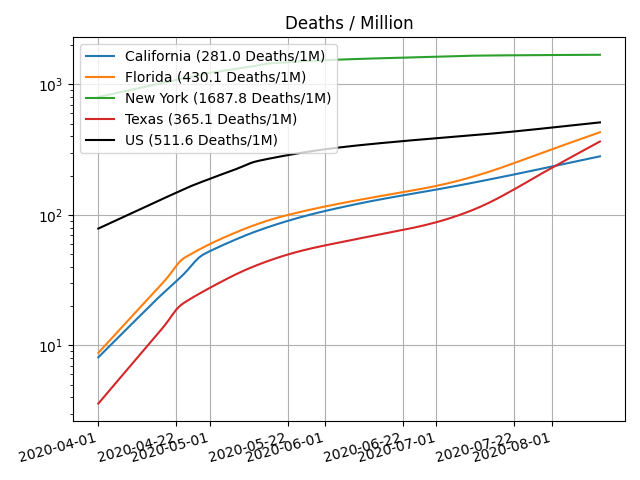 Deaths / Million
California (281.0 Deaths/1M)
Florida (430.1 Deaths/1M)
New York (1687.8 Deaths/1M)
Texas (365.1 Deaths/1M)
US (511.6 Deaths/1M)
10³
10²
10¹
2020-04-01
2020-04-22
2020-05-01
2020-05-22
2020-06-01
2020-06-22
2020-07-01
2020-07-22
2020-08-01